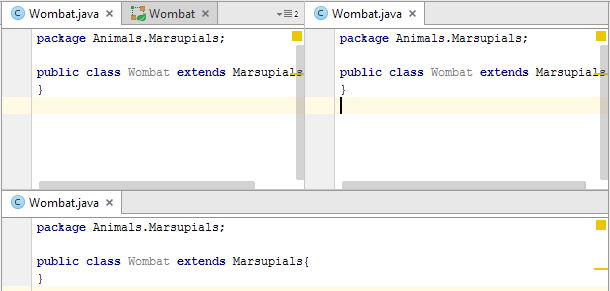 Wombat.java Wombat 2
package Animals.Marsupials;
public class Wombat extends Marsupials
}
Wombat.java
package Animals.Marsupials;
public class Wombat extends Marsupials
}
Wombat.java
package Animals.Marsupials;
public class Wombat extends Marsupials{
}